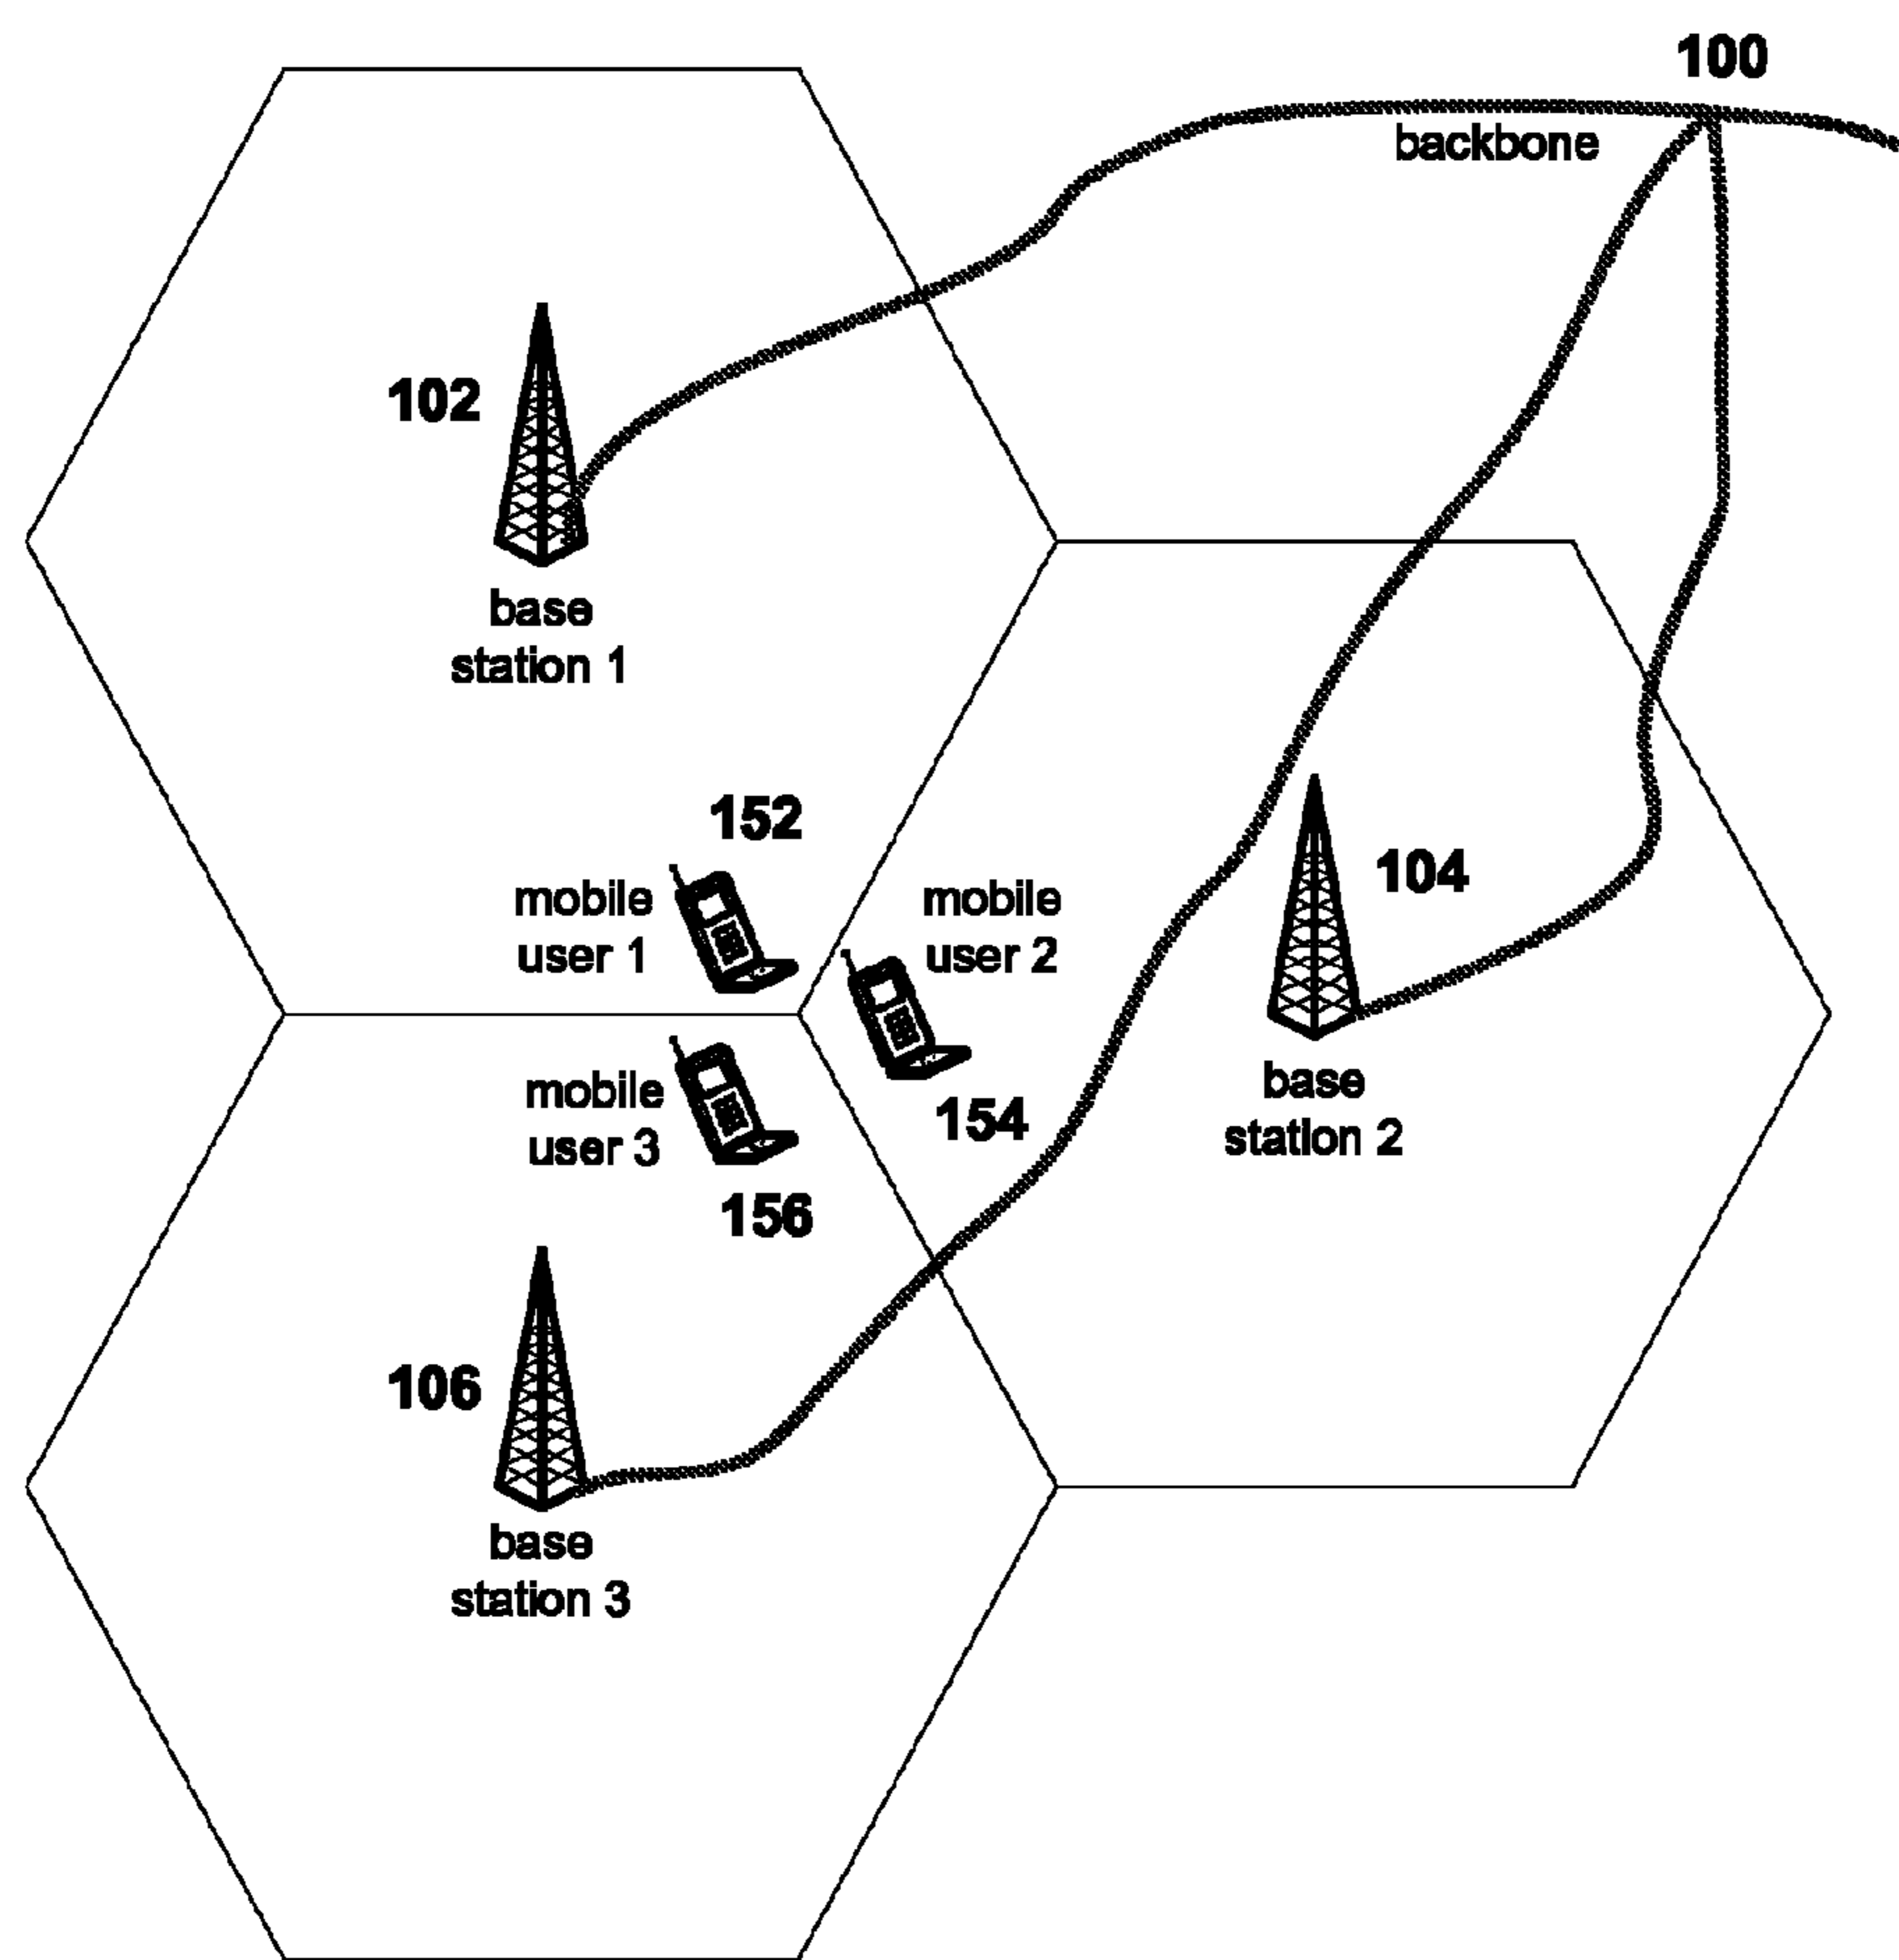 100
backbone
102
base
station 1
152
mobile
user 1
mobile
user 2
104
154
base
station 2
mobile
user 3
156
106
base
station 3